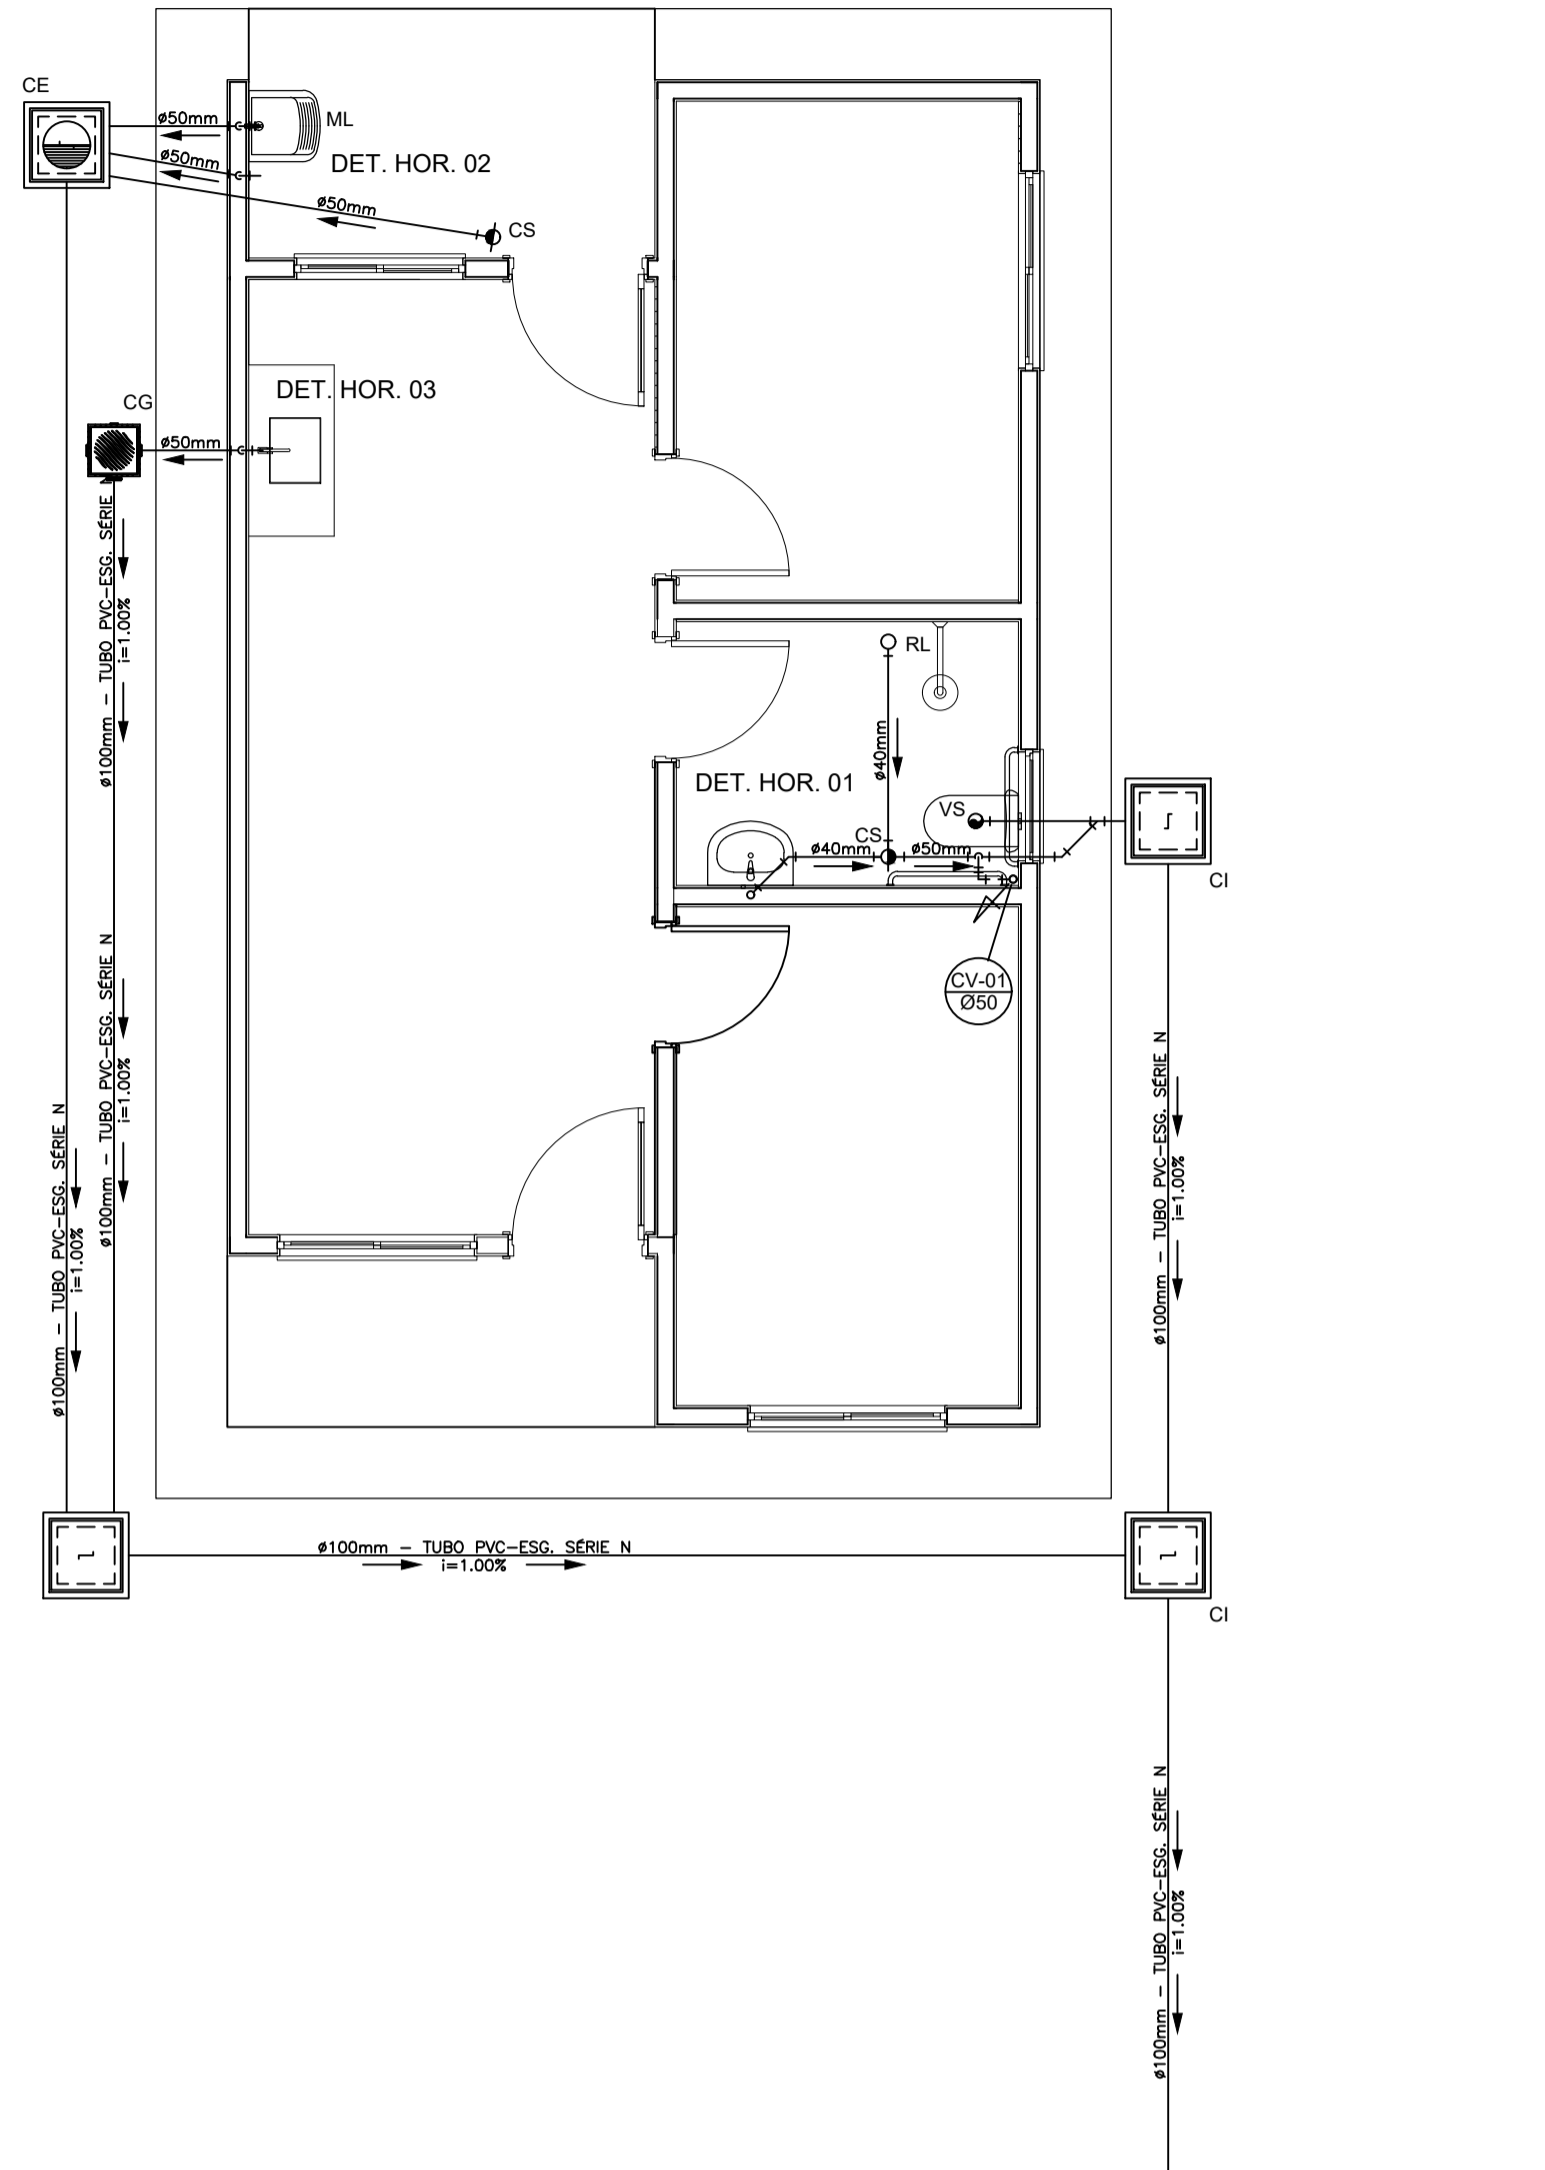 CE
ø50mm
ML
ø50mm
DET. HOR. 02
ø50mm
CS
DET. HOR. 03
CG
ø50mm
ø100mm – TUBO PVC–ESG. SÉRIE N
i=1.00%
RL
ø40mm
DET. HOR. 01
VS
CS
ø40mm
ø50mm
CI
CV-01
Ø50
ø100mm – TUBO PVC–ESG. SÉRIE N
i=1.00%
ø100mm – TUBO PVC–ESG. SÉRIE N
i=1.00%
ø100mm – TUBO PVC–ESG. SÉRIE N
i=1.00%
ø100mm – TUBO PVC–ESG. SÉRIE N
i=1.00%
CI
ø100mm – TUBO PVC–ESG. SÉRIE N
i=1.00%